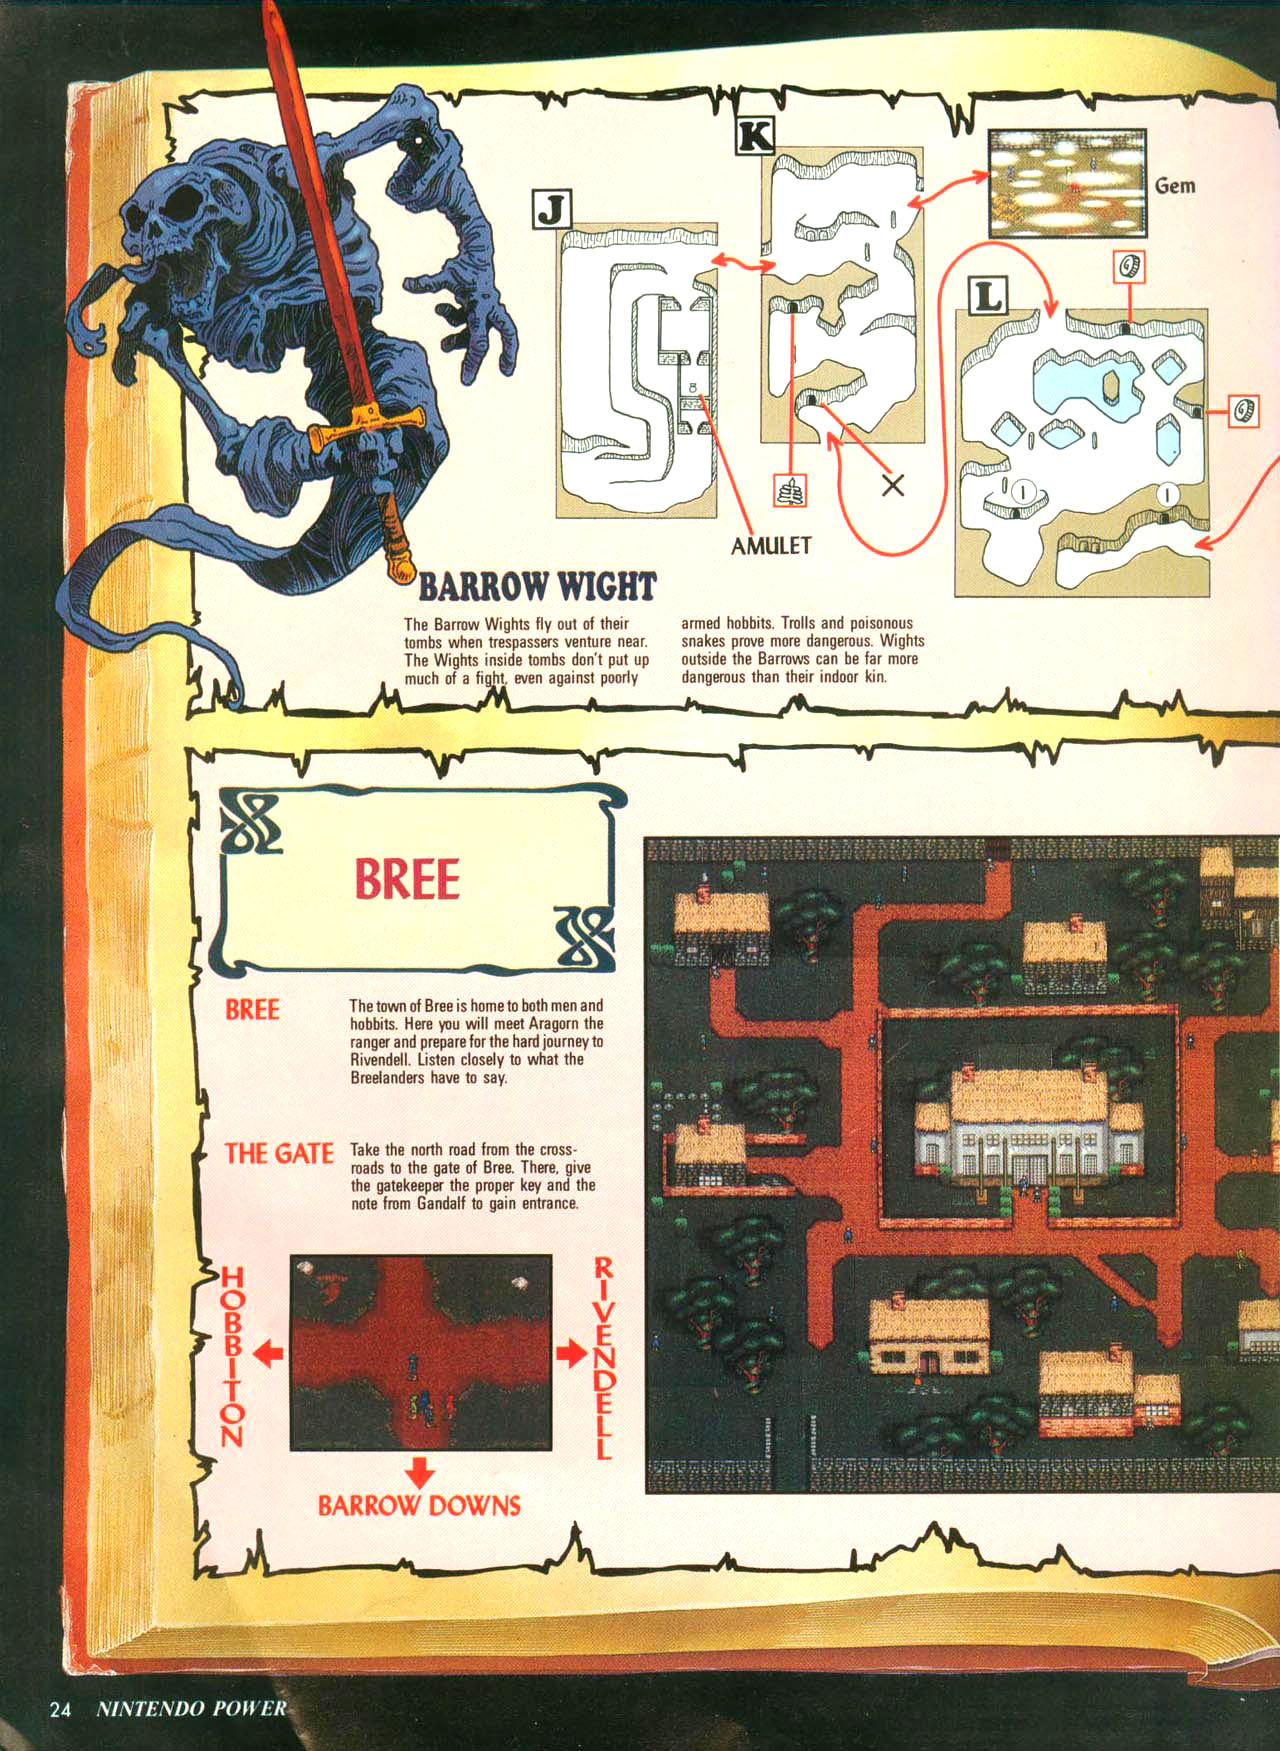 K
Gem
J
L
I
I
AMULET
BARROW WIGHT
The Barrow Wights fly out of their
tombs when trespassers venture near.
The Wights inside tombs don't put up
much of a fight, even against poorly
armed hobbits. Trolls and poisonous
snakes prove more dangerous. Wights
outside the Barrows can be far more
dangerous than their indoor kin.
BREE
BREE
The town of Bree is home to both men and
hobbits. Here you will meet Aragorn the
ranger and prepare for the hard journey to
Rivendell. Listen closely to what the
Breelanders have to say.
THE GATE
Take the north road from the cross-
roads to the gate of Bree. There, give
the gatekeeper the proper key and the
note from Gandalf to gain entrance.
HOBBITON
RIVENDELL
BARROW DOWNS
24 NINTENDO POWER